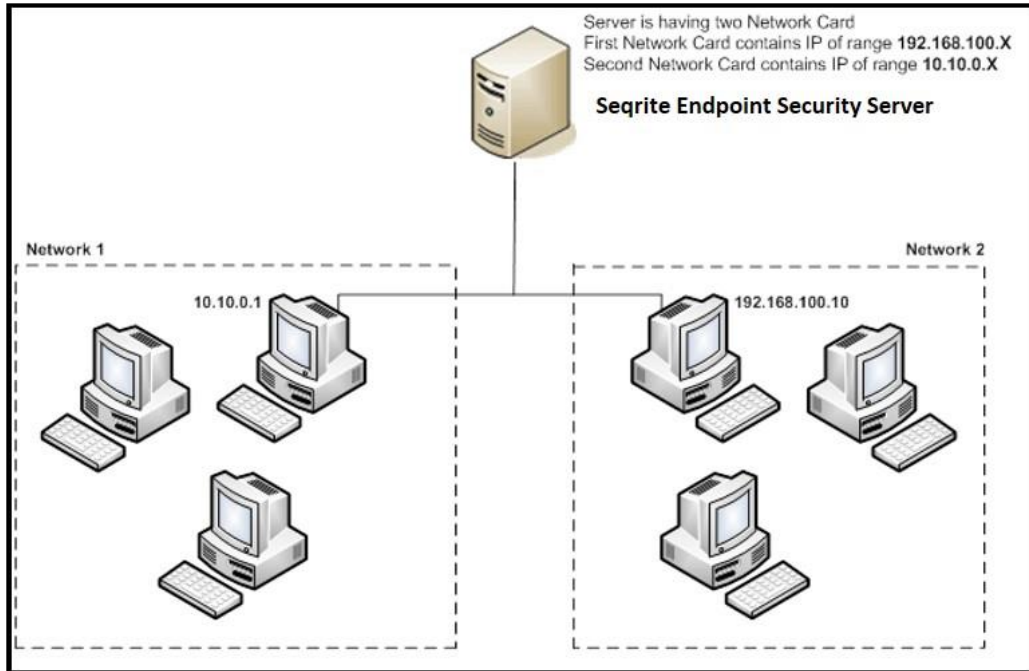 Server is having two Network Card
First Network Card contains IP of range 192.168.100.X
Second Network Card contains IP of range 10.10.0.X
Seqrite Endpoint Security Server
Network 1
Network 2
10.10.0.1
192.168.100.10